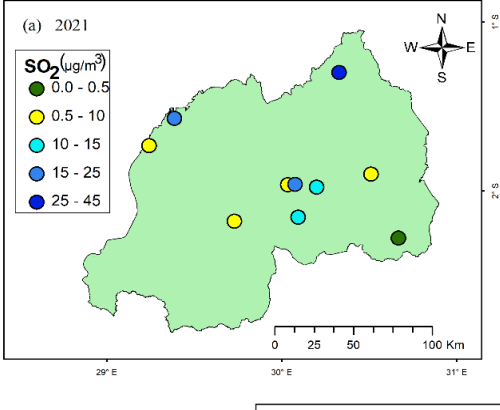 (a) 2021
SO2(µg/m³)
0.0 - 0.5
0.5 - 10
10 - 15
15 - 25
25 - 45
N
W E
S
1° S
2° S
0 25 50 100 Km
29° E 30° E 31° E